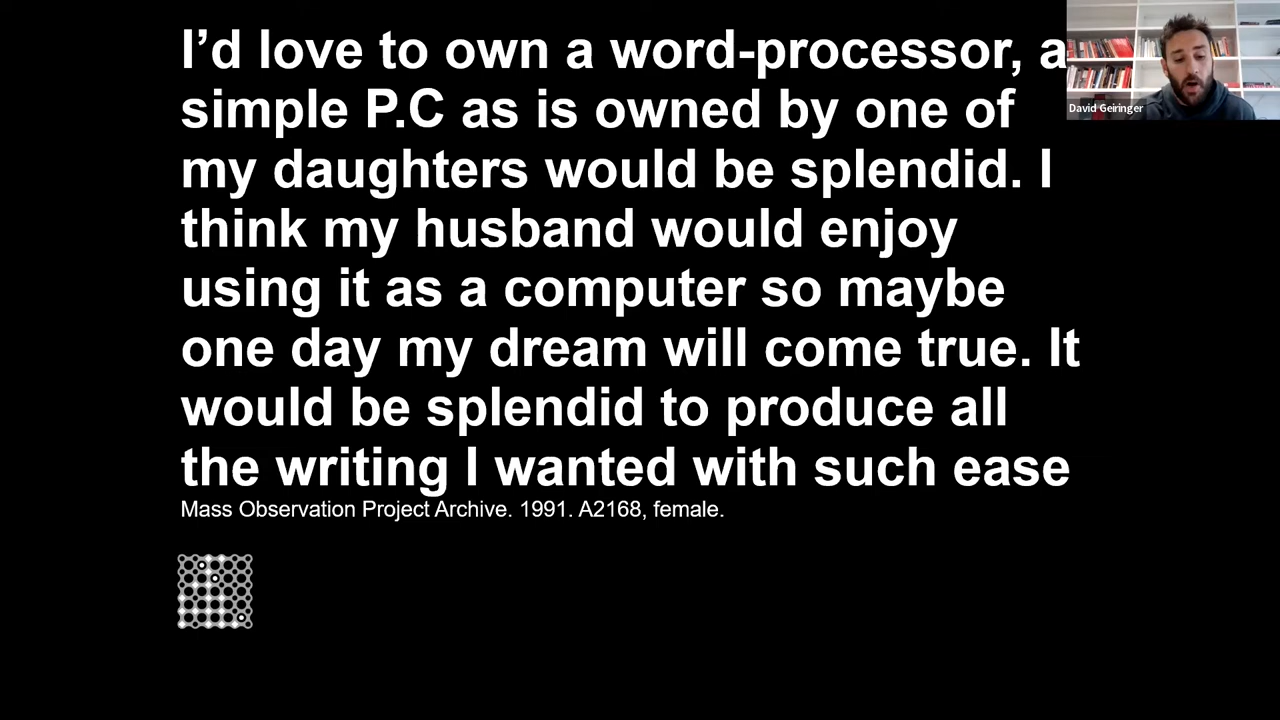 I’d love to own a word-processor, a
simple P.C as is owned by one of
my daughters would be splendid. I
think my husband would enjoy
using it as a computer so maybe
one day my dream will come true. It
would be splendid to produce all
the writing I wanted with such ease
Mass Observation Project Archive. 1991. A2168, female.
David Geiringer